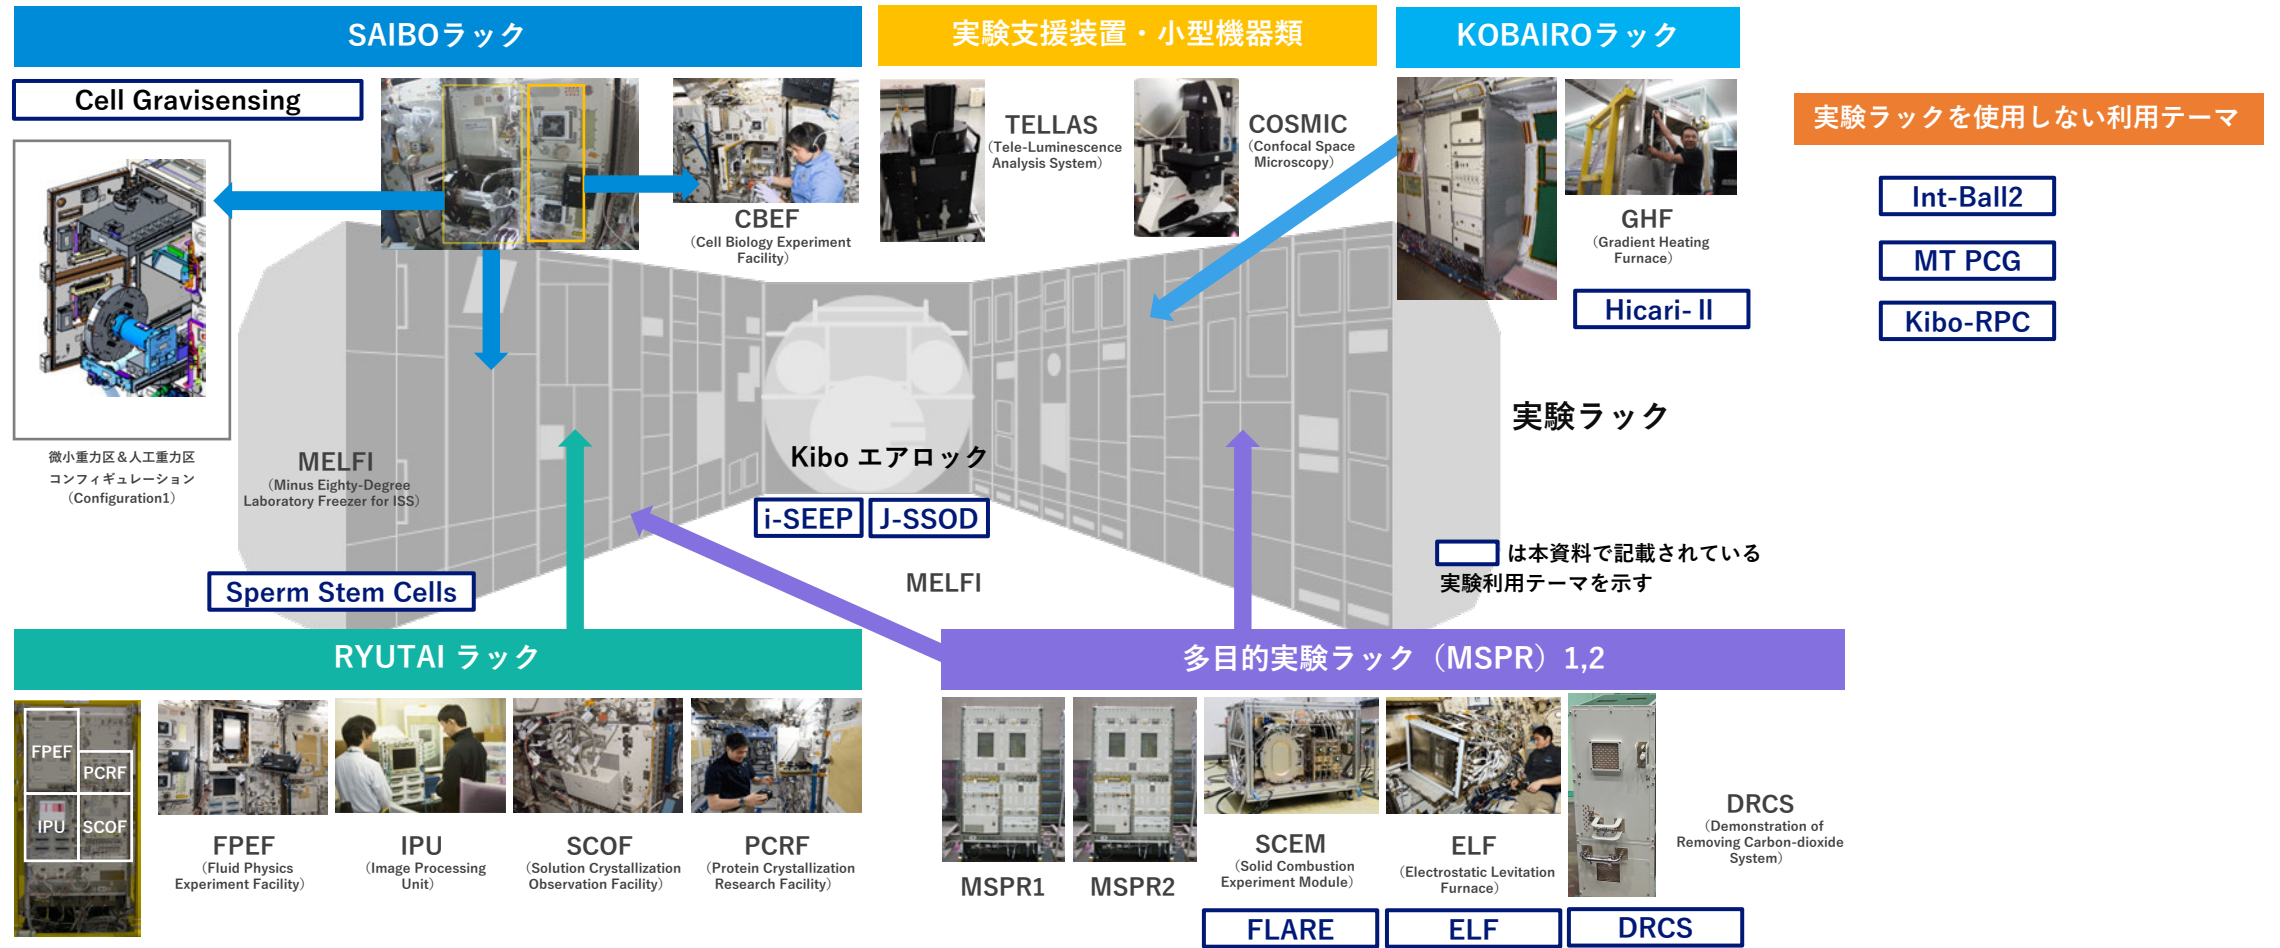 SAIBOラック
実験支援装置・小型機器類
KOBAIROラック
Cell Gravisensing
実験ラックを使用しない利用テーマ
TELLAS
（Tele-Luminescence
Analysis System）
COSMIC
（Confocal Space
Microscopy）
CBEF
（Cell Biology Experiment
Facility）
GHF
（Gradient Heating
Furnace）
Hicari-Ⅱ
Int-Ball2
MT PCG
Kibo-RPC
実験ラック
微小重力区＆人工重力区
コンフィギュレーション
（Configuration1）
MELFI
（Minus Eighty-Degree
Laboratory Freezer for ISS）
Kibo エアロック
i-SEEP
J-SSOD
は本資料で記載されている
実験利用テーマを示す
MELFI
Sperm Stem Cells
RYUTAI ラック
多目的実験ラック（MSPR）1,2
FPEF
PCRF
IPU
SCOF
FPEF
（Fluid Physics
Experiment Facility）
IPU
（Image Processing
Unit）
SCOF
（Solution Crystallization
Observation Facility）
PCRF
（Protein Crystallization
Research Facility）
MSPR1
MSPR2
SCEM
（Solid Combustion
Experiment Module）
ELF
（Electrostatic Levitation
Furnace）
DRCS
（Demonstration of
Removing Carbon-dioxide
System）
FLARE
ELF
DRCS